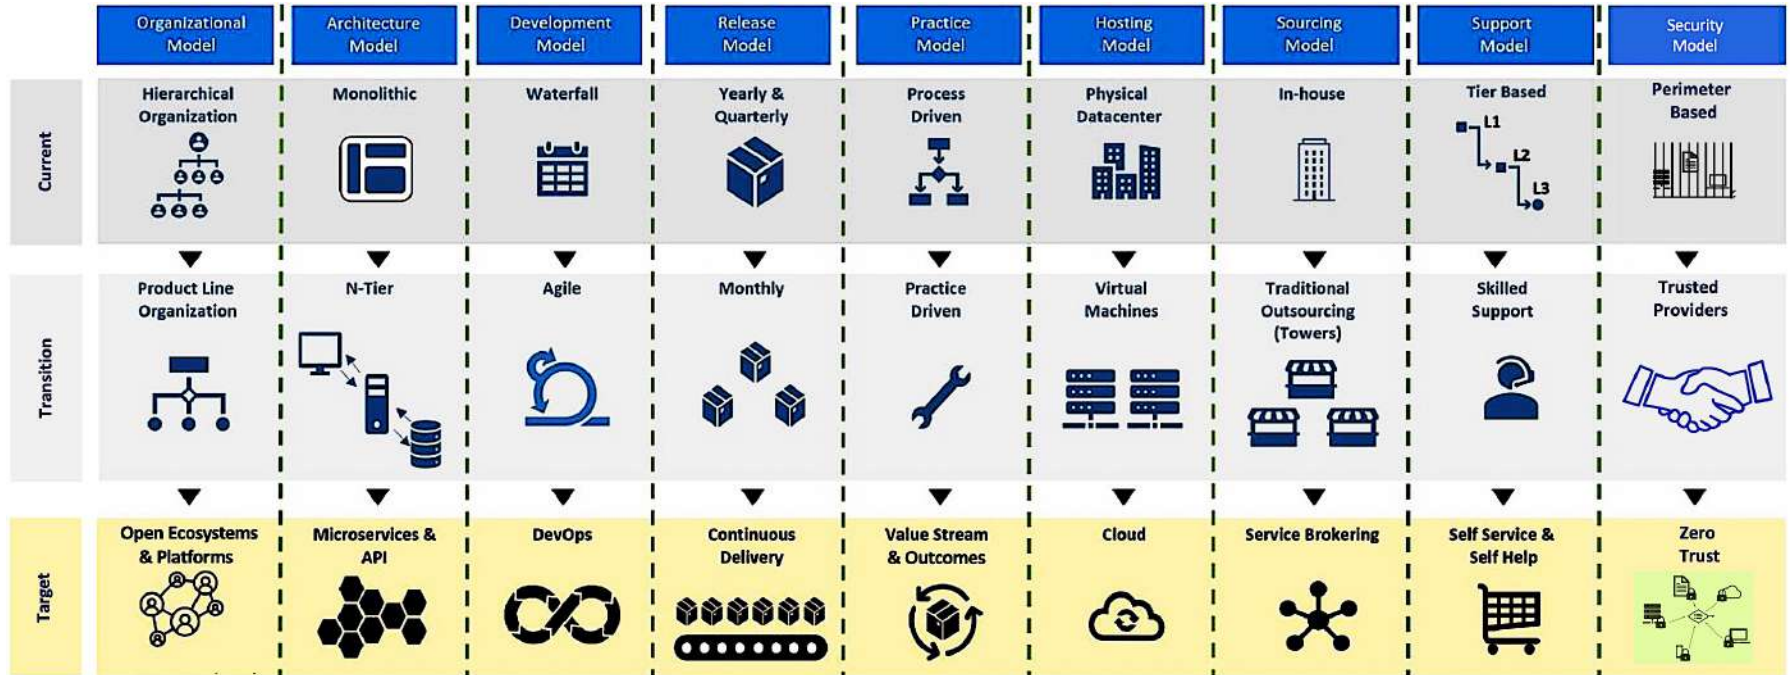 Organizational
Model
Architecture
Model
Development
Model
Release
Model
Practice
Model
Hosting
Model
Sourcing
Model
Support
Model
Security
Model
Current
Hierarchical
Organization
Monolithic
Waterfall
Yearly &
Quarterly
Process
Driven
Physical
Datacenter
In-house
Tier Based
L1
L2
L3
Perimeter
Based
Transition
Product Line
Organization
N-Tier
Agile
Monthly
Practice
Driven
Virtual
Machines
Traditional
Outsourcing
(Towers)
Skilled
Support
Trusted
Providers
Target
Open Ecosystems
& Platforms
Microservices &
API
DevOps
Continuous
Delivery
Value Stream
& Outcomes
Cloud
Service Brokering
Self Service &
Self Help
Zero
Trust